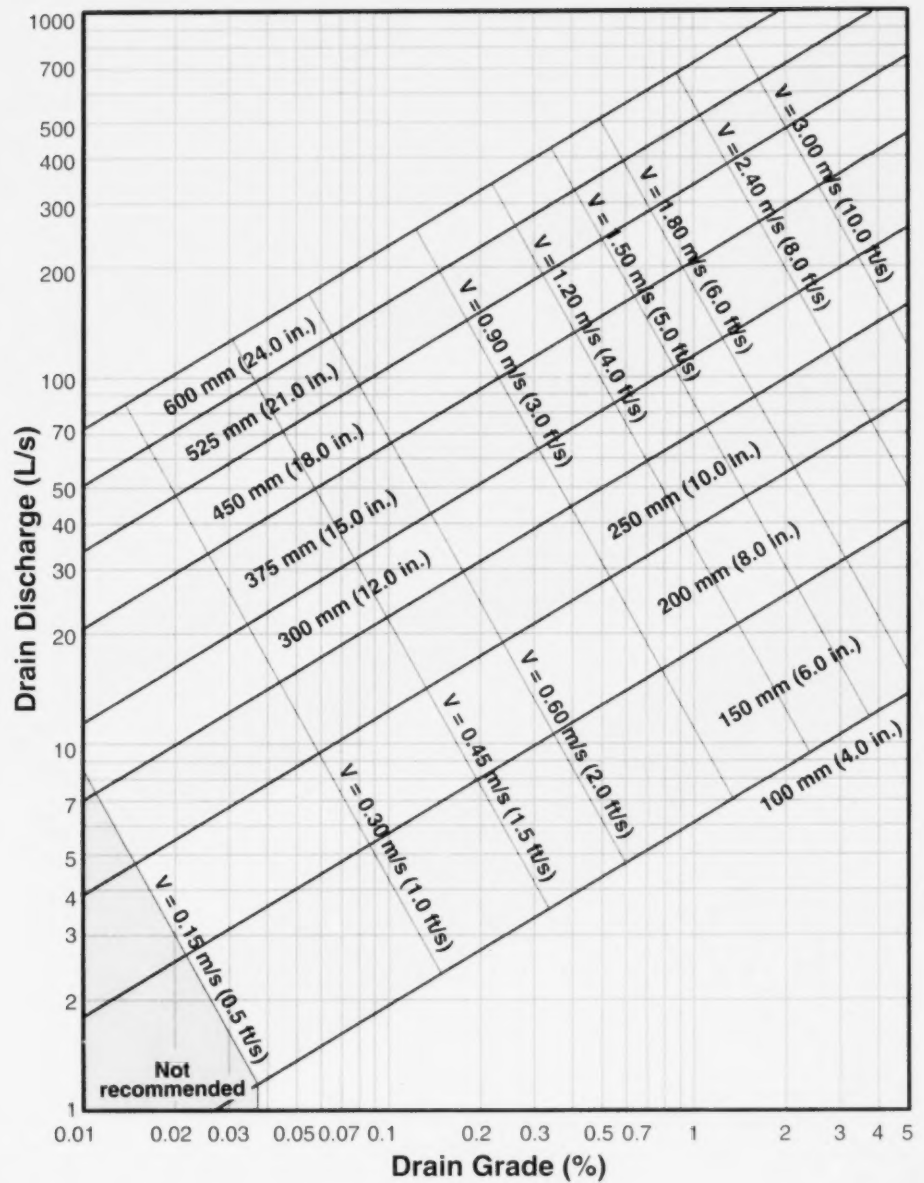 Drain Discharge (L/s)
1000
700
500
400
300
200
100
70
50
40
30
20
10
7
5
4
3
2
1
600 mm (24.0 in.)
525 mm (21.0 in.)
450 mm (18.0 in.)
375 mm (15.0 in.)
300 mm (12.0 in.)
250 mm (10.0 in.)
200 mm (8.0 in.)
150 mm (6.0 in.)
100 mm (4.0 in.)
V = 3.00 m/s (10.0 ft/s)
V = 2.40 m/s (8.0 ft/s)
V = 1.80 m/s (6.0 ft/s)
V = 1.50 m/s (5.0 ft/s)
V = 1.20 m/s (4.0 ft/s)
V = 0.90 m/s (3.0 ft/s)
V = 0.60 m/s (2.0 ft/s)
V = 0.45 m/s (1.5 ft/s)
V = 0.30 m/s (1.0 ft/s)
V = 0.15 m/s (0.5 ft/s)
Not
recommended
0.01 0.02 0.03 0.05 0.07 0.1 0.2 0.3 0.5 0.7 1 2 3 4 5
Drain Grade (%)